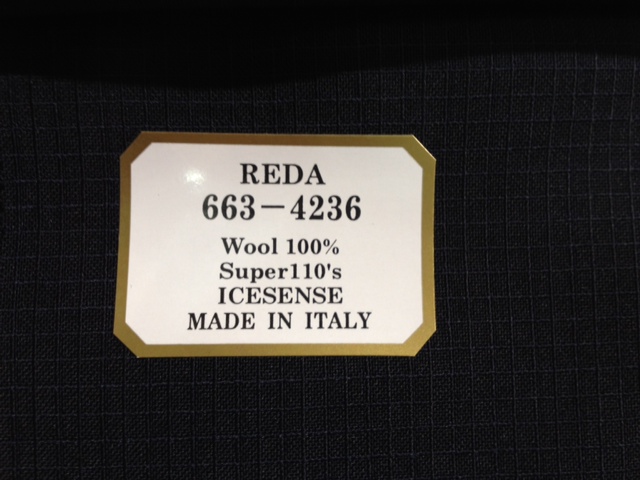 REDA
663-4236
Wool 100%
Super110's
ICESENSE
MADE IN ITALY